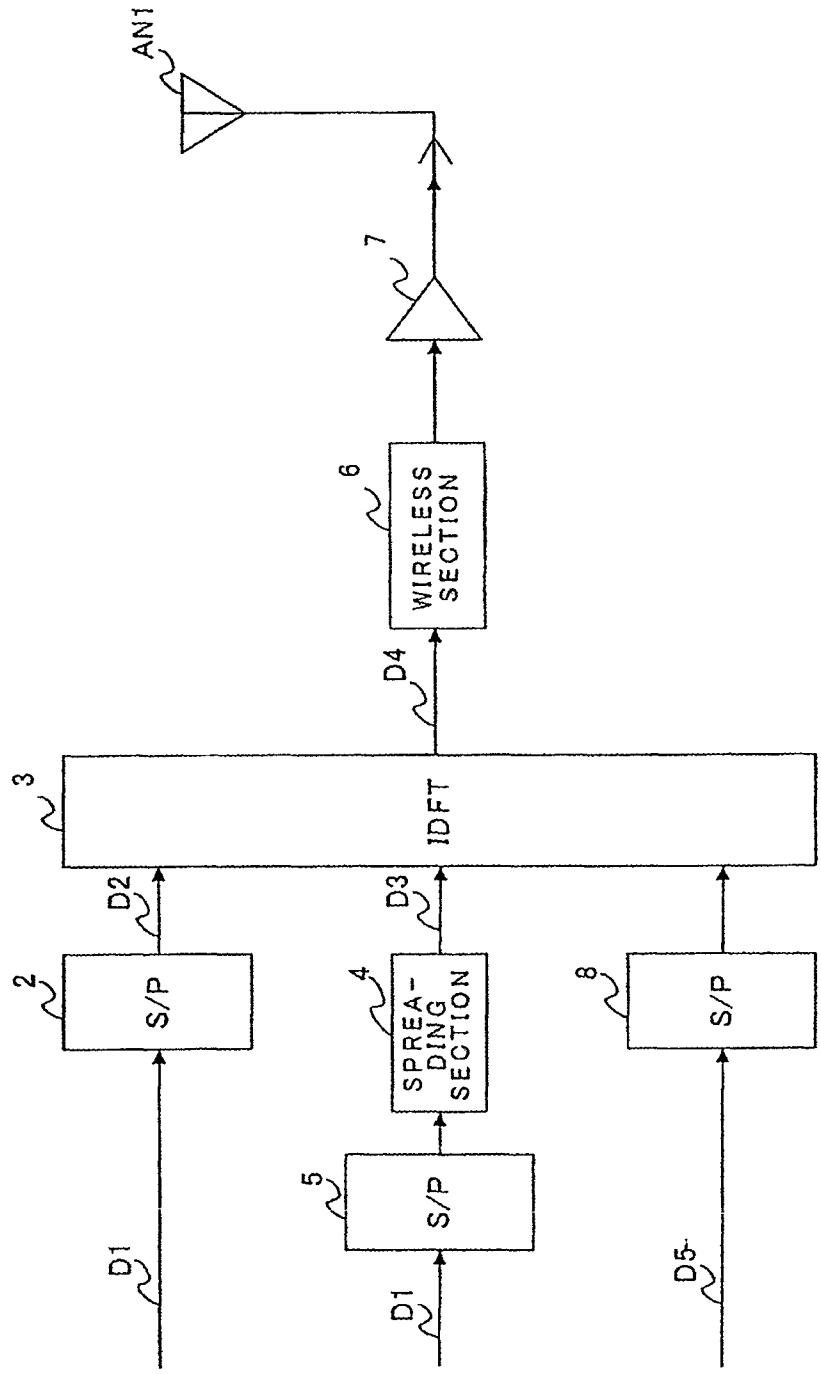 D1
2
S/P
D2
3
IDFT
D1
5
S/P
4
SPREA-
DING
SECTION
D3
D4
6
WIRELESS
SECTION
7
AN1
D5
8
S/P